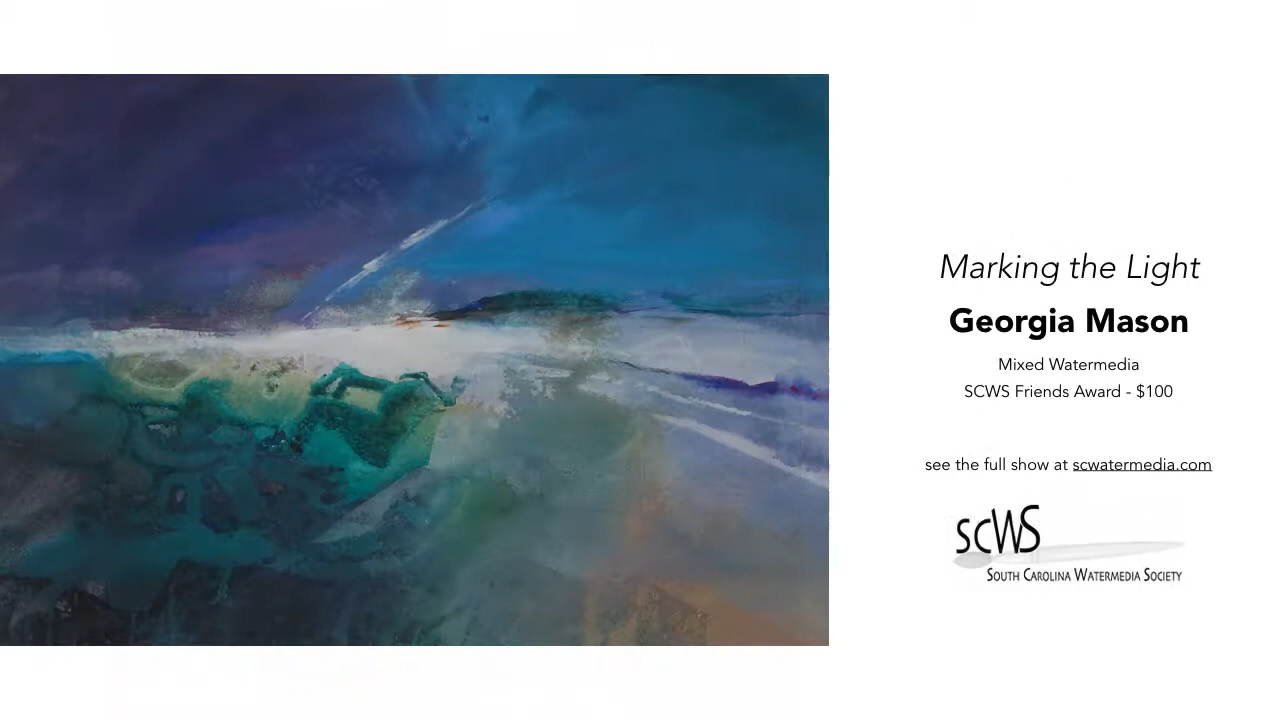 Marking the Light
Georgia Mason
Mixed Watermedia
SCWS Friends Award - $100
see the full show at scwatermedia.com
SCWS
South Carolina Watermedia Society